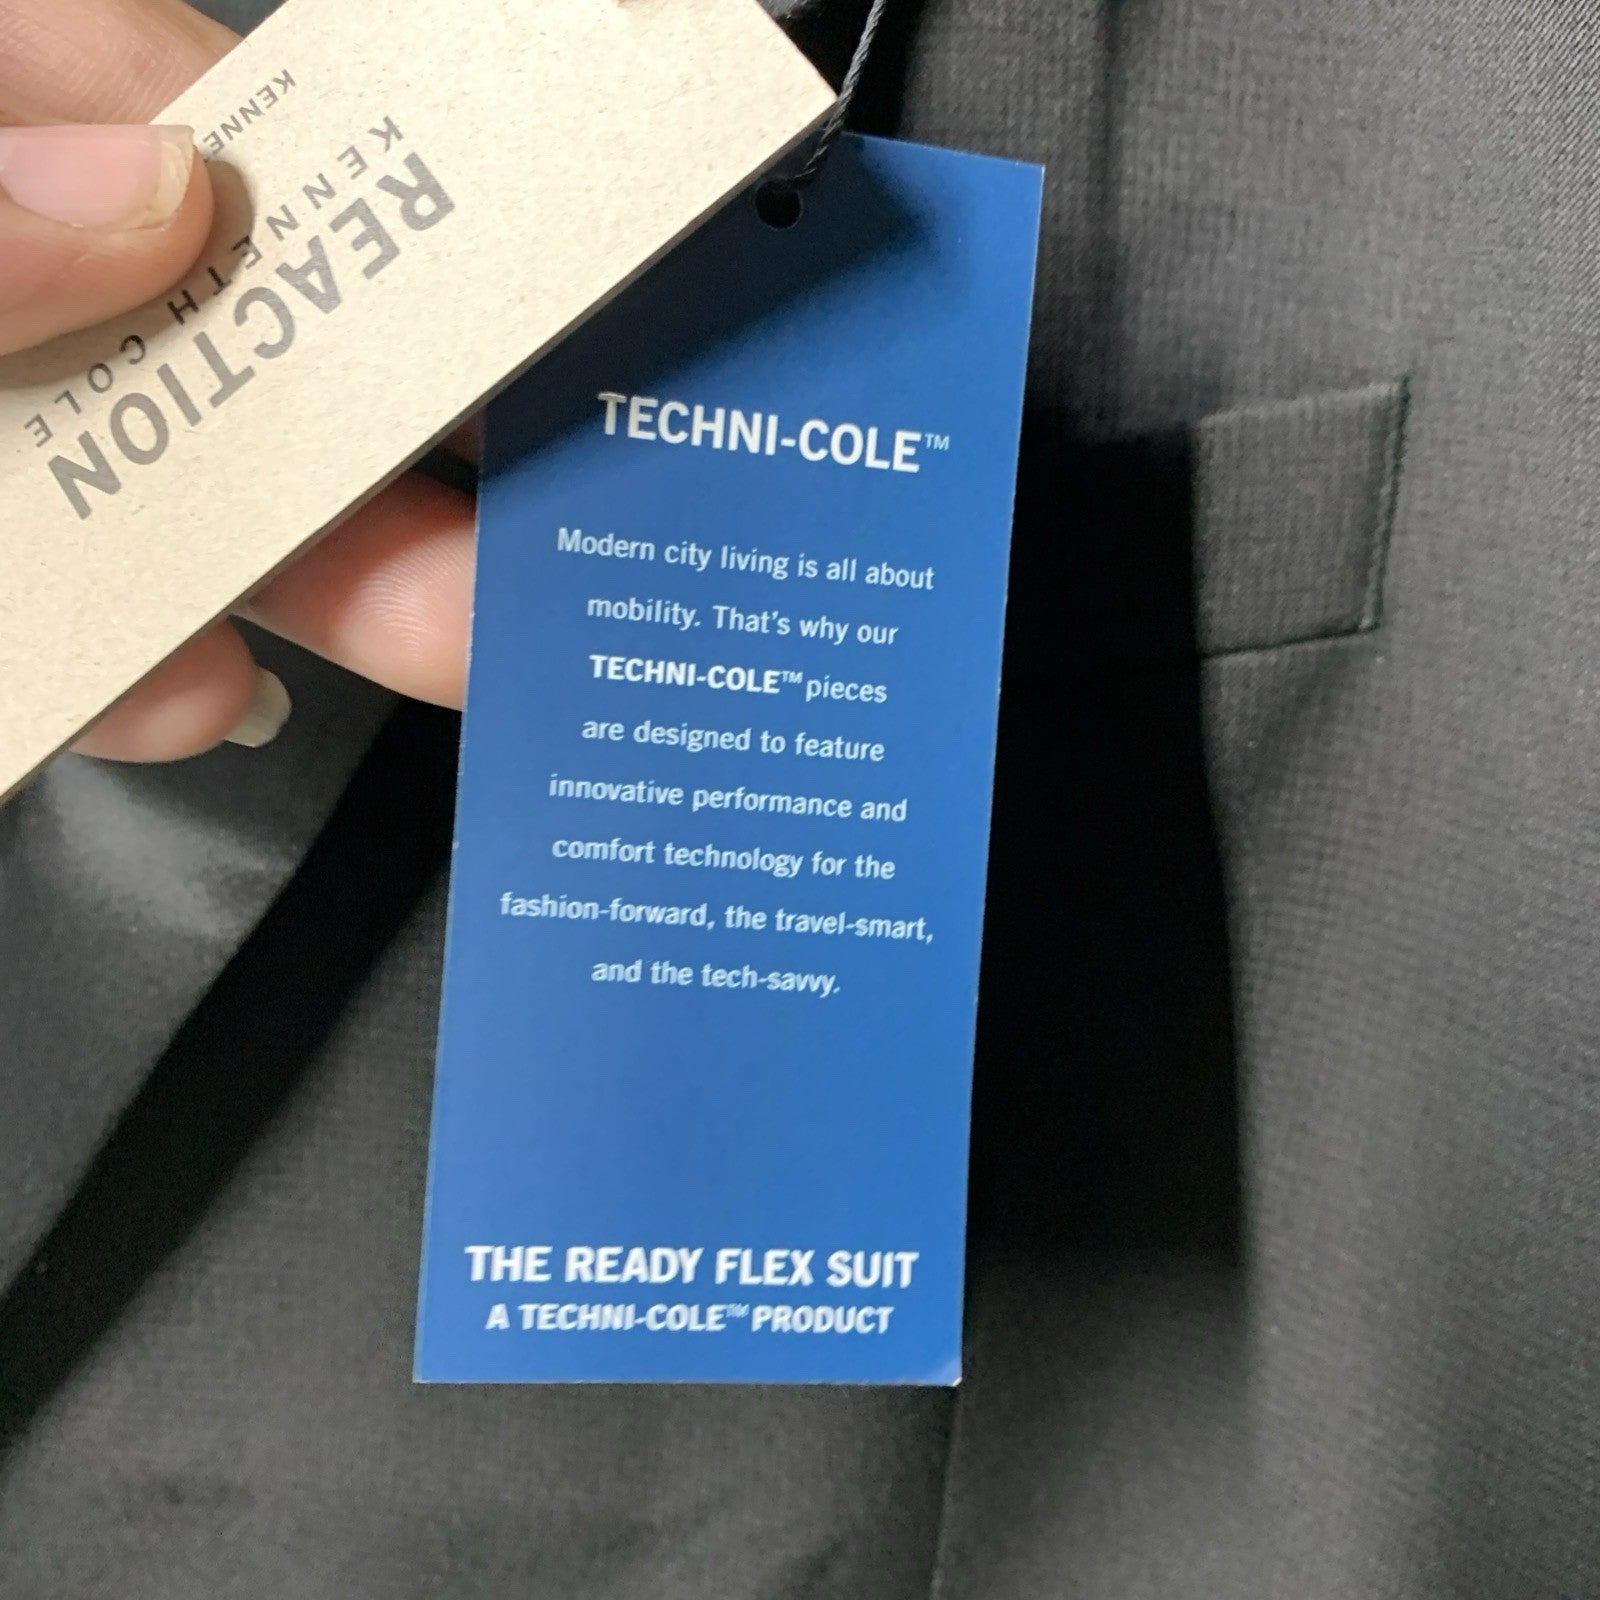 KENNE
KENNETH COLE
REACTION
TECHNI-COLE™
Modern city living is all about
mobility. That's why our
TECHNI-COLE™ pieces
are designed to feature
innovative performance and
comfort technology for the
fashion-forward, the travel-smart,
and the tech-savvy.
THE READY FLEX SUIT
A TECHNI-COLE™ PRODUCT